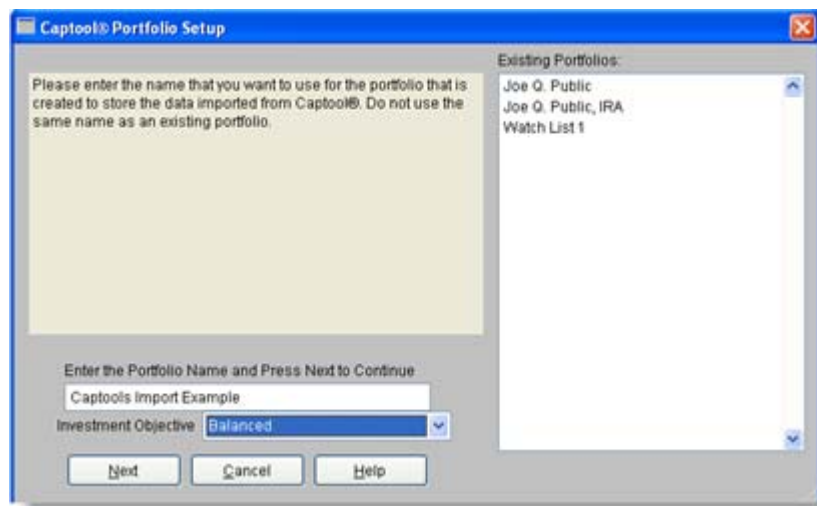 Captool® Portfolio Setup
Please enter the name that you want to use for the portfolio that is
created to store the data imported from Captool®. Do not use the
same name as an existing portfolio.
Existing Portfolios:
Joe Q. Public
Joe Q. Public, IRA
Watch List 1
Enter the Portfolio Name and Press Next to Continue
Captools Import Example
Investment Objective Balanced
Next Cancel Help